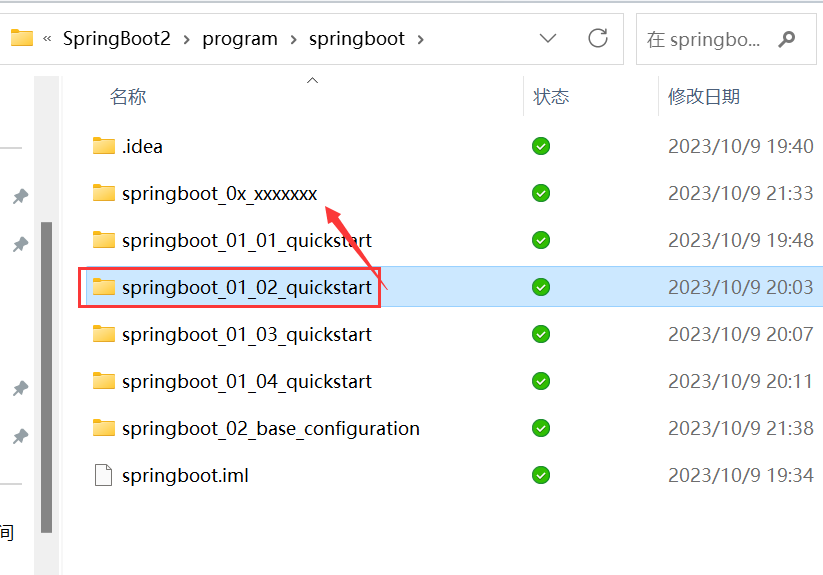 « SpringBoot2 › program › springboot ›
在 springbo...
名称 状态 修改日期
.idea 2023/10/9 19:40
springboot_0x_xxxxxxx 2023/10/9 21:33
springboot_01_01_quickstart 2023/10/9 19:48
springboot_01_02_quickstart 2023/10/9 20:03
springboot_01_03_quickstart 2023/10/9 20:07
springboot_01_04_quickstart 2023/10/9 20:11
springboot_02_base_configuration 2023/10/9 21:38
springboot.iml 2023/10/9 19:34
间